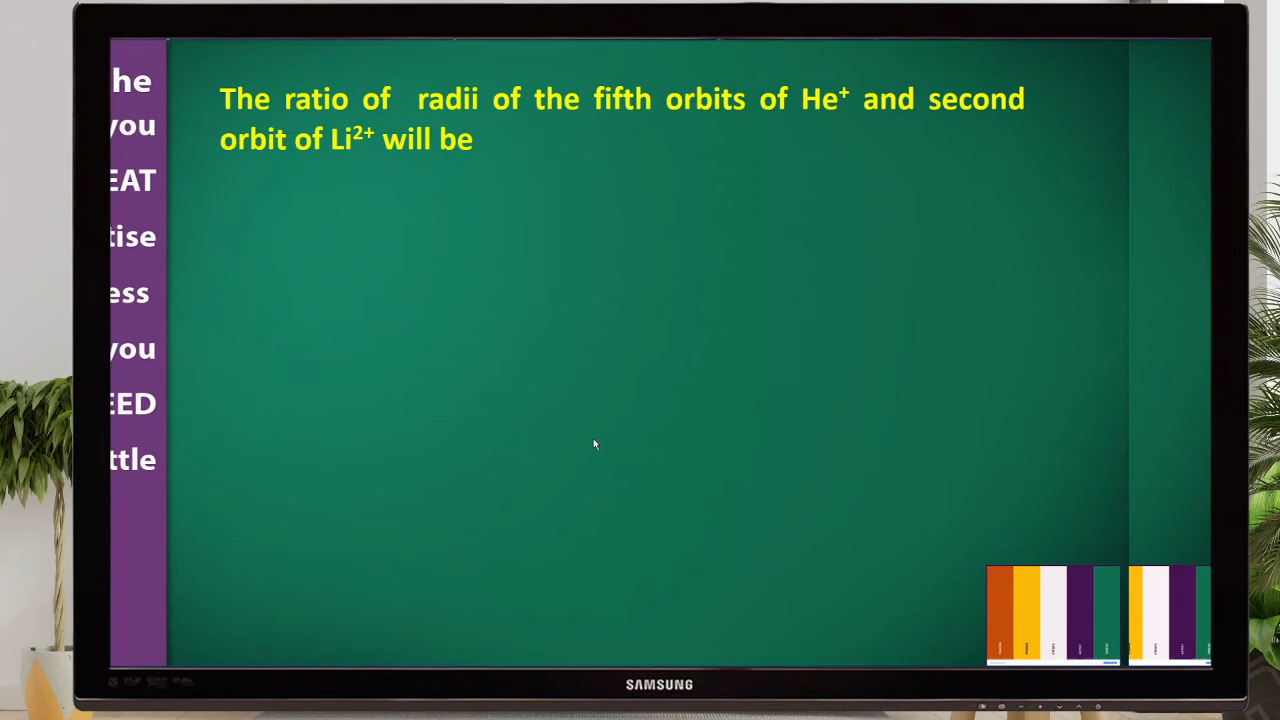 he
you
EAT
tise
ess
you
EED
ttle
The ratio of radii of the fifth orbits of He⁺ and second
orbit of Li²⁺ will be
SAMSUNG